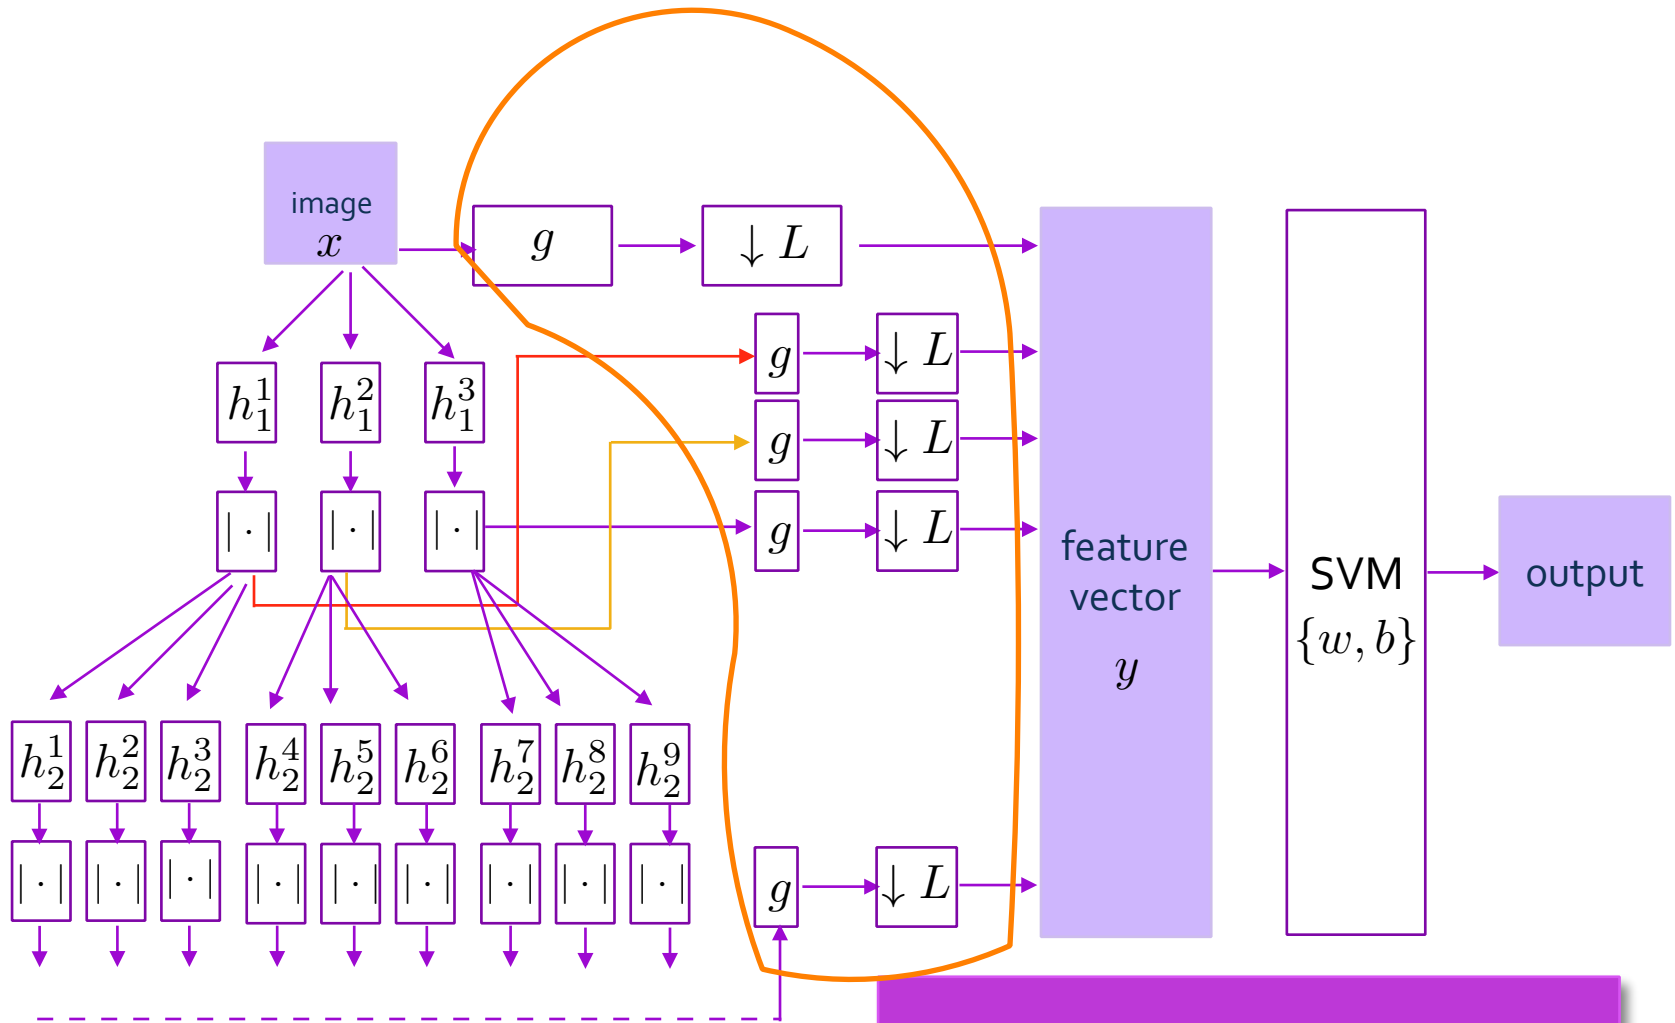 image
x
g
↓ L
h_1^1 h_1^2 h_1^3
g ↓ L
g ↓ L
|·| |·| |·|
g ↓ L
feature
vector
y
SVM
{w, b}
output
h_2^1 h_2^2 h_2^3 h_2^4 h_2^5 h_2^6 h_2^7 h_2^8 h_2^9
|·| |·| |·| |·| |·| |·| |·| |·| |·|
g ↓ L